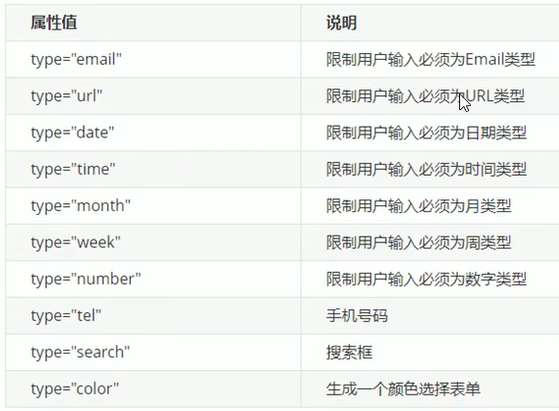 属性值 说明
type="email" 限制用户输入必须为Email类型
type="url" 限制用户输入必须为URL类型
type="date" 限制用户输入必须为日期类型
type="time" 限制用户输入必须为时间类型
type="month" 限制用户输入必须为月类型
type="week" 限制用户输入必须为周类型
type="number" 限制用户输入必须为数字类型
type="tel" 手机号码
type="search" 搜索框
type="color" 生成一个颜色选择表单